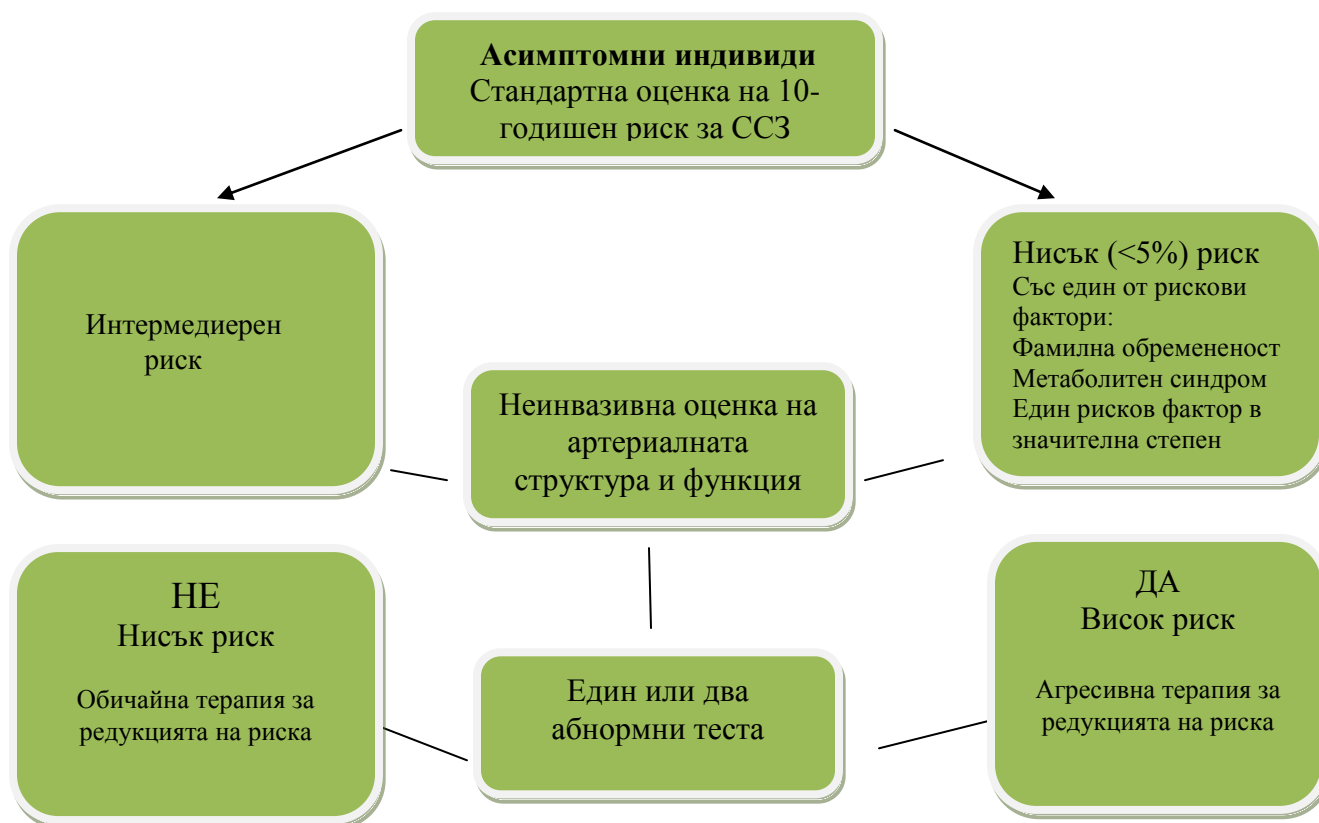 Асимптомни индивиди
Стандартна оценка на 10-
годишен риск за ССЗ
Интермедиерен
риск
Нисък (<5%) риск
Със един от рискови
фактори:
Фамилна обремененост
Метаболитен синдром
Един рисков фактор в
значителна степен
Неинвазивна оценка на
артериалната
структура и функция
НЕ
Нисък риск
Обичайна терапия за
редукцията на риска
Един или два
абнормни теста
ДА
Висок риск
Агресивна терапия за
редукцията на риска